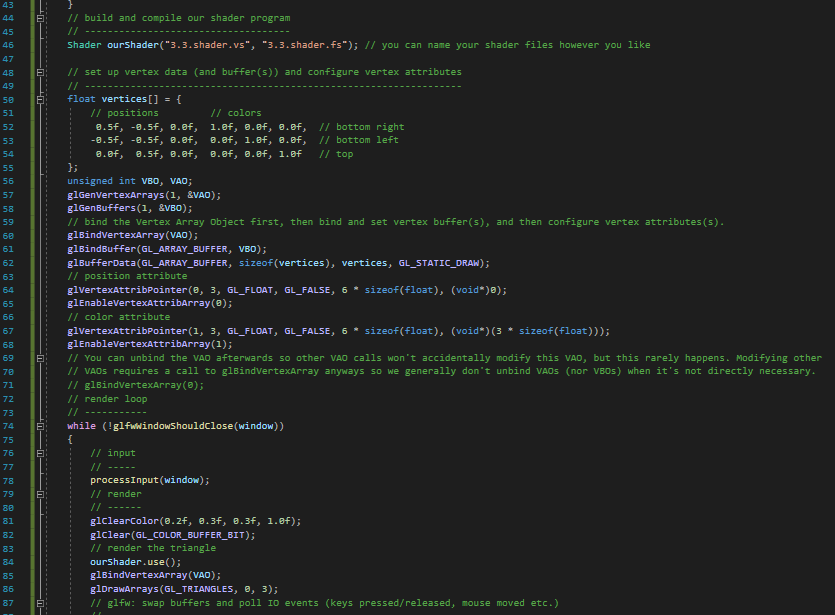 43 }
44 // build and compile our shader program
45 // ------------------------------------
46 Shader ourShader("3.3.shader.vs", "3.3.shader.fs"); // you can name your shader files however you like
47
48 // set up vertex data (and buffer(s)) and configure vertex attributes
49 // ------------------------------------------------------------------
50 float vertices[] = {
51 // positions // colors
52 0.5f, -0.5f, 0.0f, 1.0f, 0.0f, 0.0f, // bottom right
53 -0.5f, -0.5f, 0.0f, 0.0f, 1.0f, 0.0f, // bottom left
54 0.0f, 0.5f, 0.0f, 0.0f, 0.0f, 1.0f // top
55 };
56 unsigned int VBO, VAO;
57 glGenVertexArrays(1, &VAO);
58 glGenBuffers(1, &VBO);
59 // bind the Vertex Array Object first, then bind and set vertex buffer(s), and then configure vertex attributes(s).
60 glBindVertexArray(VAO);
61 glBindBuffer(GL_ARRAY_BUFFER, VBO);
62 glBufferData(GL_ARRAY_BUFFER, sizeof(vertices), vertices, GL_STATIC_DRAW);
63 // position attribute
64 glVertexAttribPointer(0, 3, GL_FLOAT, GL_FALSE, 6 * sizeof(float), (void*)0);
65 glEnableVertexAttribArray(0);
66 // color attribute
67 glVertexAttribPointer(1, 3, GL_FLOAT, GL_FALSE, 6 * sizeof(float), (void*)(3 * sizeof(float)));
68 glEnableVertexAttribArray(1);
69 // You can unbind the VAO afterwards so other VAO calls won't accidentally modify this VAO, but this rarely happens. Modifying other
70 // VAOs requires a call to glBindVertexArray anyways so we generally don't unbind VAOs (nor VBOs) when it's not directly necessary.
71 // glBindVertexArray(0);
72 // render loop
73 // -----------
74 while (!glfwWindowShouldClose(window))
75 {
76 // input
77 // -----
78 processInput(window);
79 // render
80 // ------
81 glClearColor(0.2f, 0.3f, 0.3f, 1.0f);
82 glClear(GL_COLOR_BUFFER_BIT);
83 // render the triangle
84 ourShader.use();
85 glBindVertexArray(VAO);
86 glDrawArrays(GL_TRIANGLES, 0, 3);
87 // glfw: swap buffers and poll IO events (keys pressed/released, mouse moved etc.)